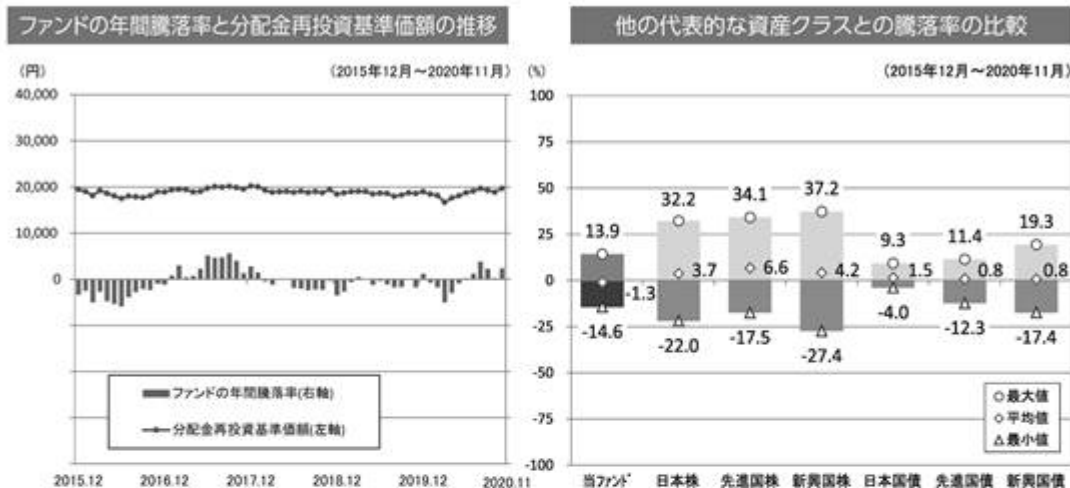 ファンドの年間騰落率と分配金再投資基準価額の推移
(円)
(2015年12月～2020年11月)
40,000
30,000
20,000
10,000
0
ファンドの年間騰落率(右軸)
分配金再投資基準価額(左軸)
2015.12 2016.12 2017.12 2018.12 2019.12 2020.11
他の代表的な資産クラスとの騰落率の比較
(%)
(2015年12月～2020年11月)
100
75
50
25
0
-25
-50
-75
-100
13.9 32.2 34.1 37.2 9.3 11.4 19.3
-1.3 3.7 6.6 4.2 1.5 0.8 0.8
-14.6 -22.0 -17.5 -27.4 -4.0 -12.3 -17.4
最大値
平均値
最小値
当ファンド 日本株 先進国株 新興国株 日本国債 先進国債 新興国債